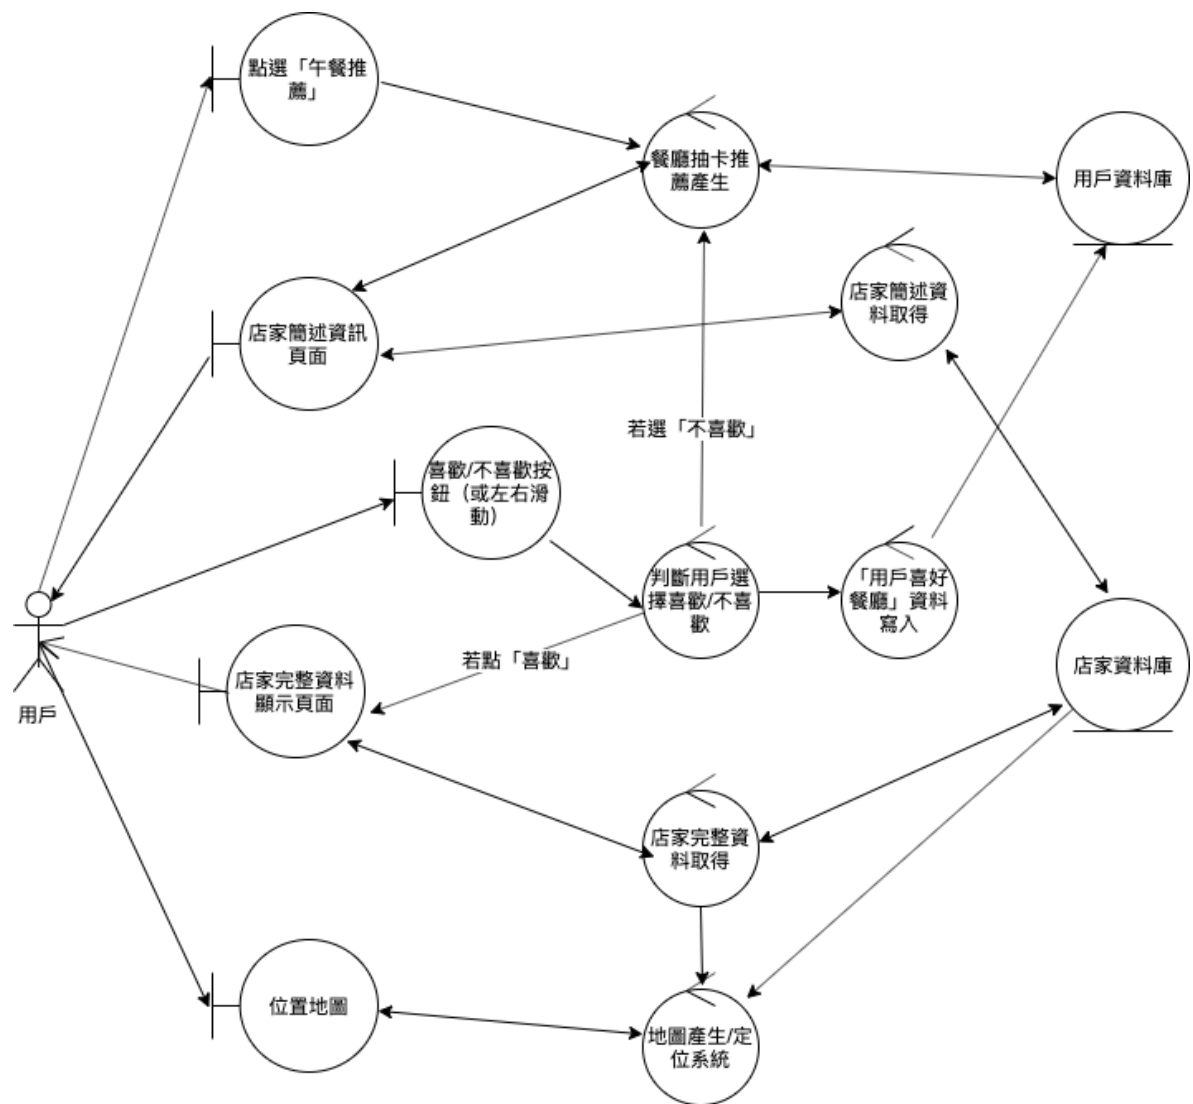 點選「午餐推
薦」
餐廳抽卡推
薦產生
用戶資料庫
店家簡述資
料取得
店家簡述資訊
頁面
若選「不喜歡」
喜歡/不喜歡按
鈕（或左右滑
動）
判斷用戶選
擇喜歡/不喜
歡
「用戶喜好
餐廳」資料
寫入
店家資料庫
若點「喜歡」
店家完整資料
顯示頁面
用戶
店家完整資
料取得
位置地圖
地圖產生/定
位系統